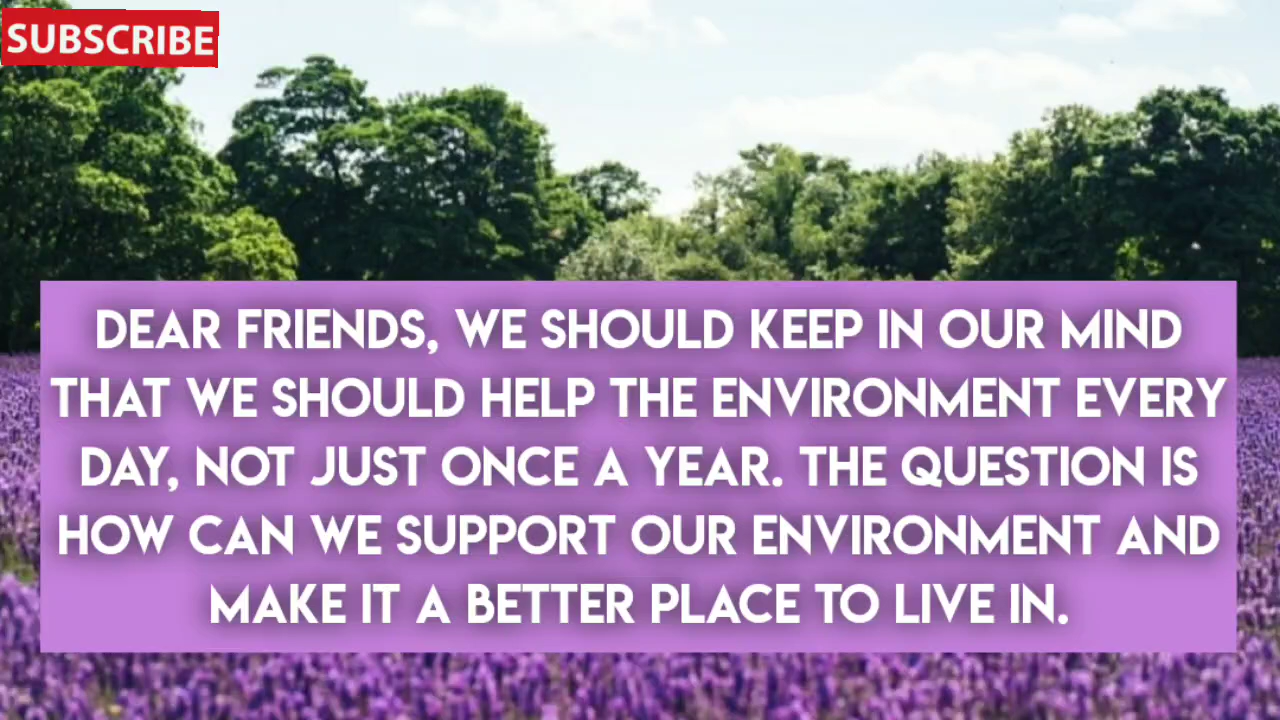 SUBSCRIBE
DEAR FRIENDS, WE SHOULD KEEP IN OUR MIND
THAT WE SHOULD HELP THE ENVIRONMENT EVERY
DAY, NOT JUST ONCE A YEAR. THE QUESTION IS
HOW CAN WE SUPPORT OUR ENVIRONMENT AND
MAKE IT A BETTER PLACE TO LIVE IN.